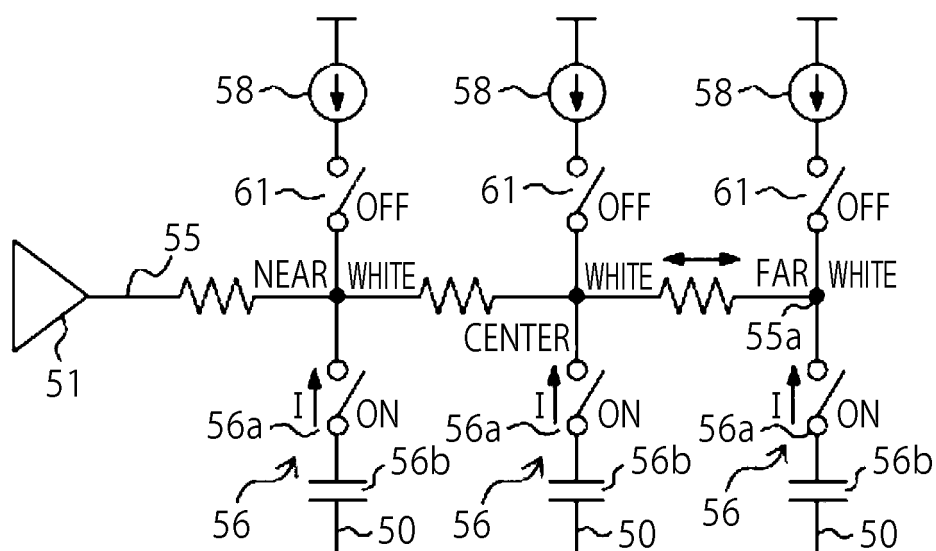 58 58 58
61 OFF 61 OFF 61 OFF
55 NEAR WHITE WHITE FAR WHITE
51 CENTER 55a
I ON I ON I ON
56a 56a 56a
56b 56b 56b
56 50 56 50 56 50